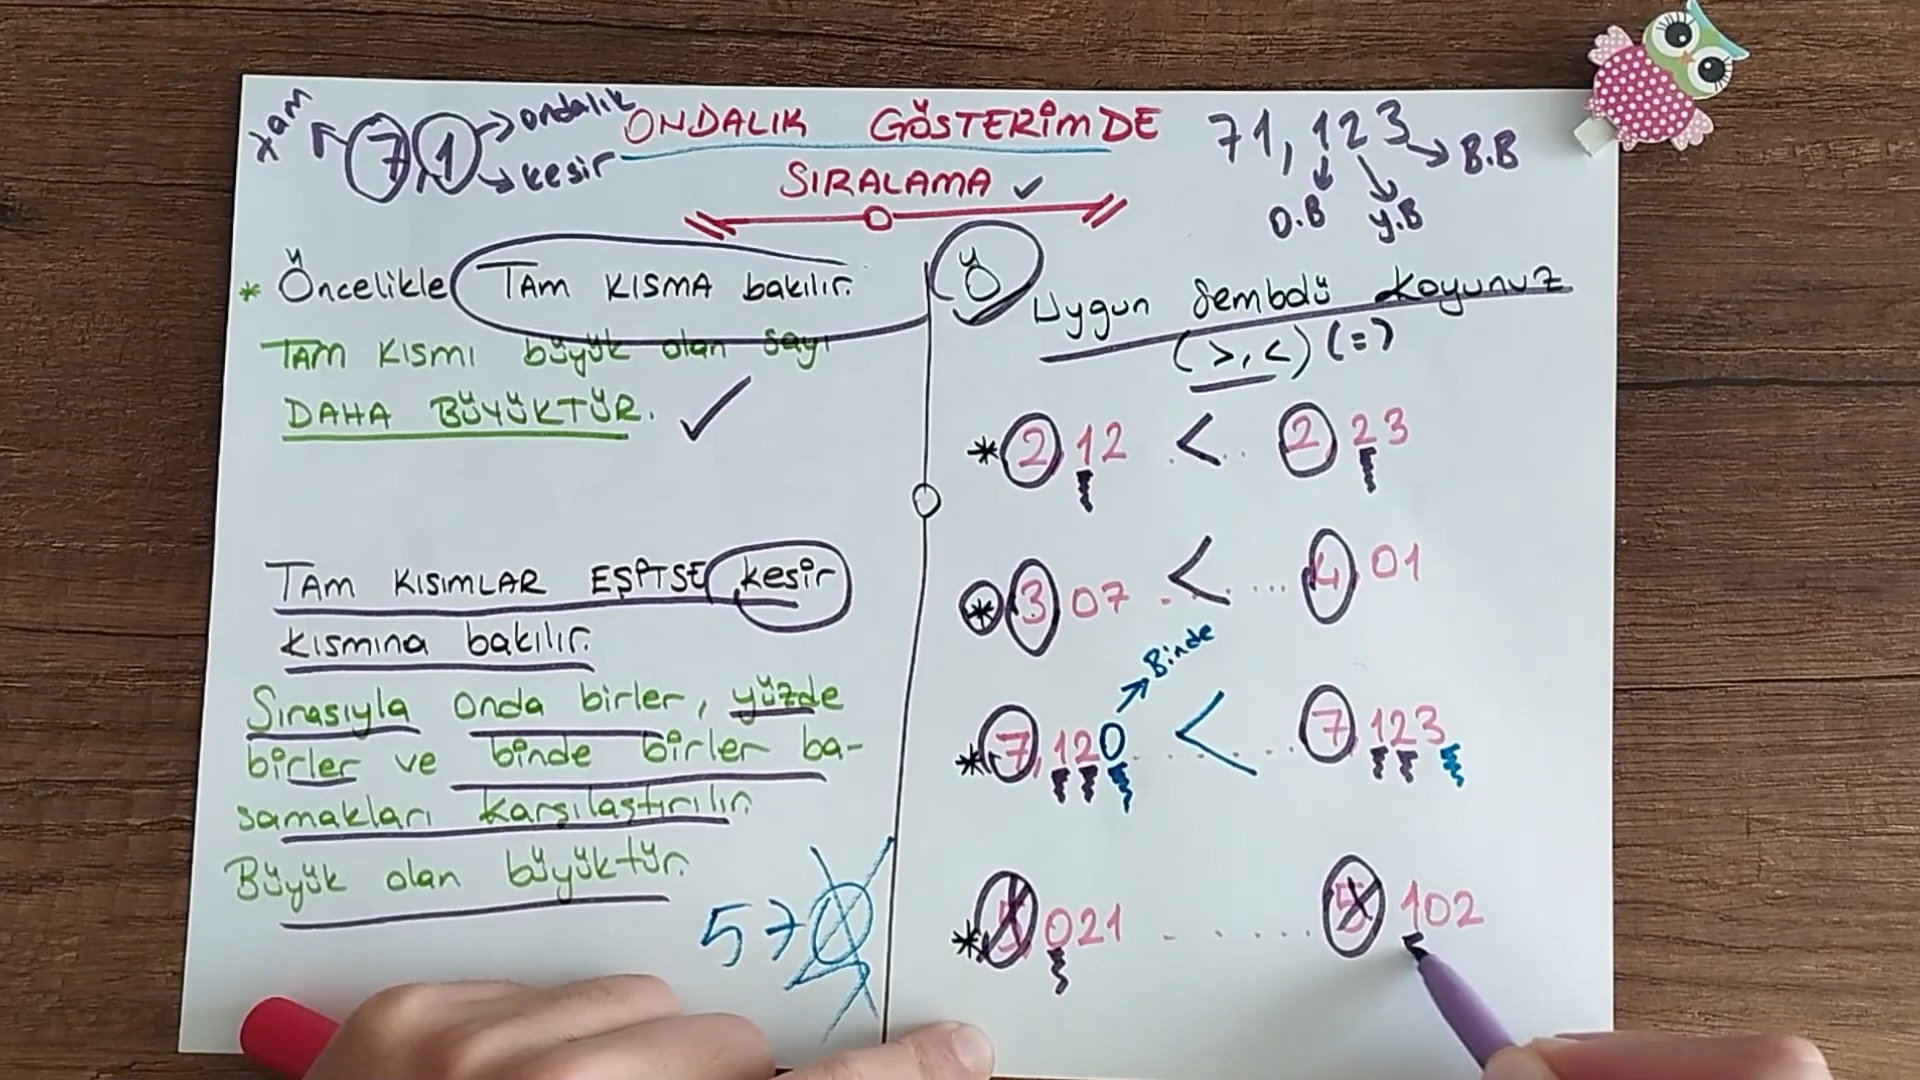 tam 7,1 → ondalık
→ kesir
ONDALIK GÖSTERİMDE
SIRALAMA ✓
71,123 → B.B
O.B y.B
* Öncelikle TAM KISMA bakılır.
TAM KISMI büyük olan sayı
DAHA BÜYÜKTÜR. ✓
TAM KISIMLAR EŞİTSE kesir
kısmına bakılır.
Sırasıyla onda birler, yüzde
birler ve binde birler ba-
samakları karşılaştırılır.
Büyük olan büyüktür.
570
Ö Uygun Sembolü Koyunuz
(>,<) (=)
* 2,12 . < .. 2,23
* 3,07 . < ... 4,01
→ Binde
* 7,120 .. < .... 7,123
* 5,021 ...... 5,102